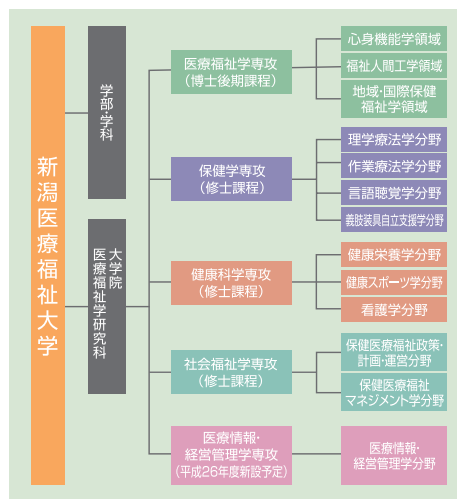 新潟医療福祉大学
学部・学科
大学院
医療福祉学研究科
医療福祉学専攻
（博士後期課程）
心身機能学領域
福祉人間工学領域
地域・国際保健
福祉学領域
保健学専攻
（修士課程）
理学療法学分野
作業療法学分野
言語聴覚学分野
義肢装具自立支援学分野
健康科学専攻
（修士課程）
健康栄養学分野
健康スポーツ学分野
看護学分野
社会福祉学専攻
（修士課程）
保健医療福祉政策・
計画・運営分野
保健医療福祉
マネジメント学分野
医療情報・
経営管理学専攻
（平成26年度新設予定）
医療情報・
経営管理学分野